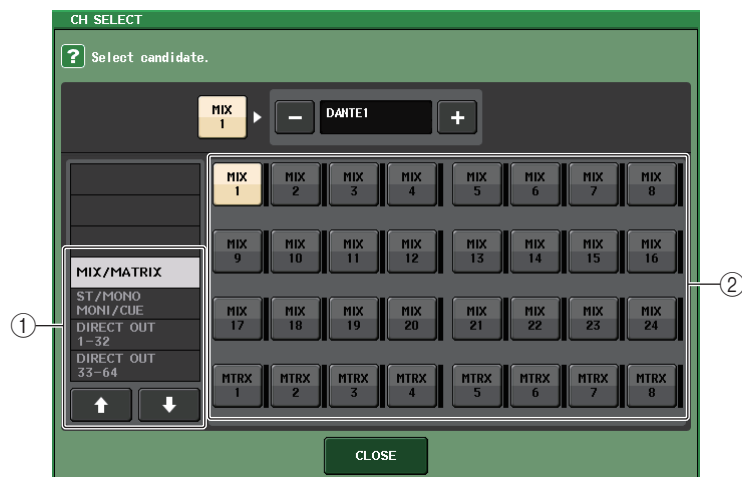 CH SELECT
? Select candidate.
MIX
1
− DANTE1 +
MIX 1 MIX 2 MIX 3 MIX 4 MIX 5 MIX 6 MIX 7 MIX 8
MIX 9 MIX 10 MIX 11 MIX 12 MIX 13 MIX 14 MIX 15 MIX 16
MIX/MATRIX
②
ST/MONO
MONI/CUE
①
DIRECT OUT
1-32
DIRECT OUT
33-64
MIX 17 MIX 18 MIX 19 MIX 20 MIX 21 MIX 22 MIX 23 MIX 24
MTRX 1 MTRX 2 MTRX 3 MTRX 4 MTRX 5 MTRX 6 MTRX 7 MTRX 8
CLOSE